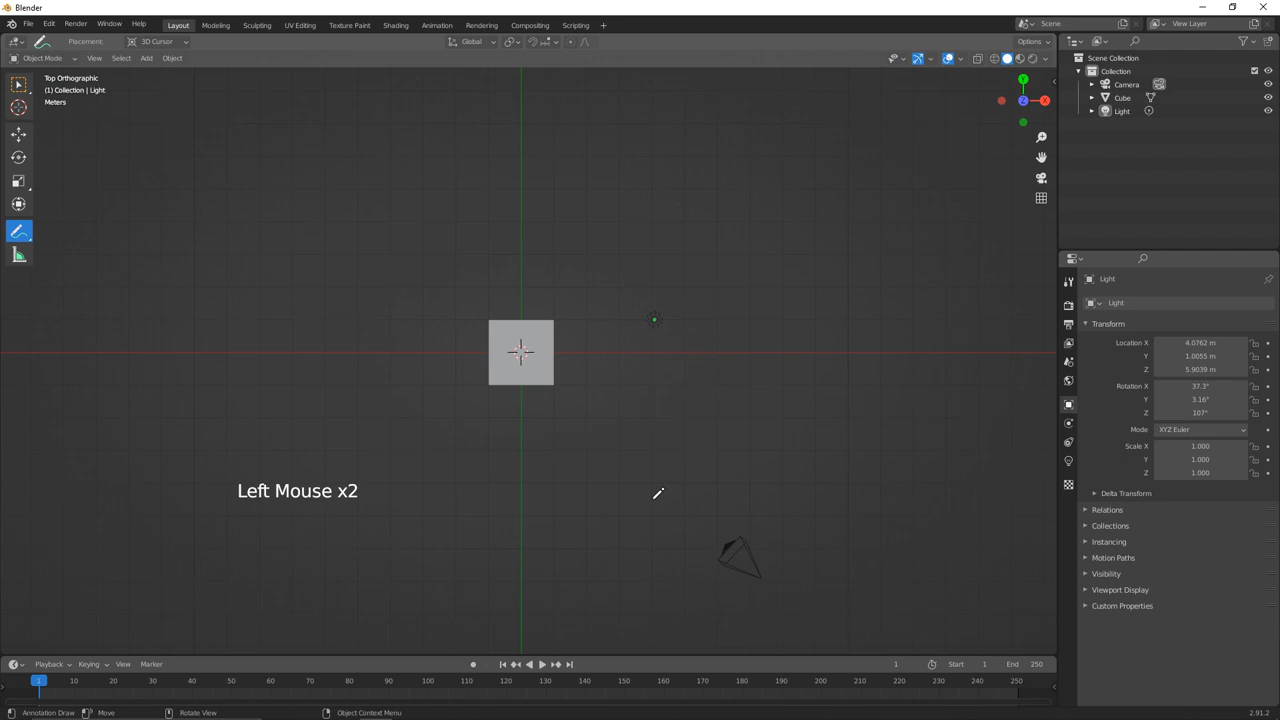 Blender
File Edit Render Window Help Layout Modeling Sculpting UV Editing Texture Paint Shading Animation Rendering Compositing Scripting + Scene View Layer
Placement: 3D Cursor Global Options
Object Mode View Select Add Object
Top Orthographic
(1) Collection | Light
Meters
Y
Z
X
Left Mouse x2
Scene Collection
Collection
Camera
Cube
Light
Light
Light
Transform
Location X 4.0762 m
Y 1.0055 m
Z 5.9039 m
Rotation X 37.3°
Y 3.16°
Z 107°
Mode XYZ Euler
Scale X 1.000
Y 1.000
Z 1.000
Delta Transform
Relations
Collections
Instancing
Motion Paths
Visibility
Viewport Display
Custom Properties
Playback Keying View Marker 1 Start 1 End 250
1 10 20 30 40 50 60 70 80 90 100 110 120 130 140 150 160 170 180 190 200 210 220 230 240 250
Annotation Draw Move Rotate View Object Context Menu 2.91.2